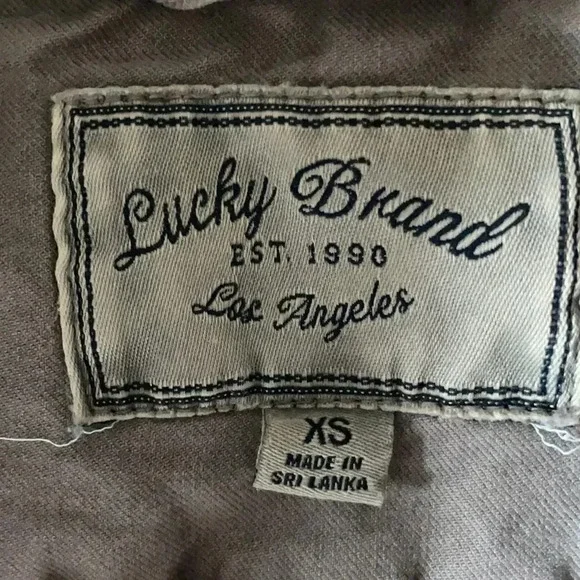 Lucky Brand
EST. 1990
Los Angeles
XS
MADE IN
SRI LANKA